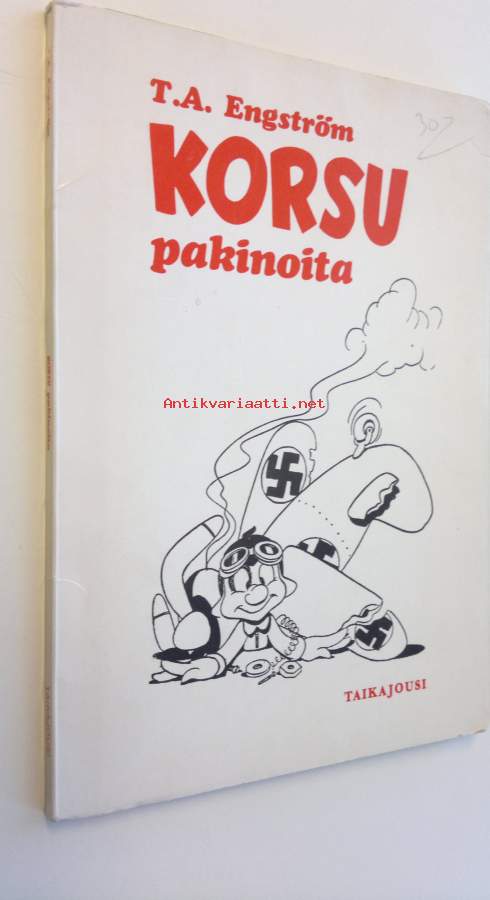 T.A. Engström
KORSU
pakinoita
307
Antikvariaatti.net
TAIKAJOUSI